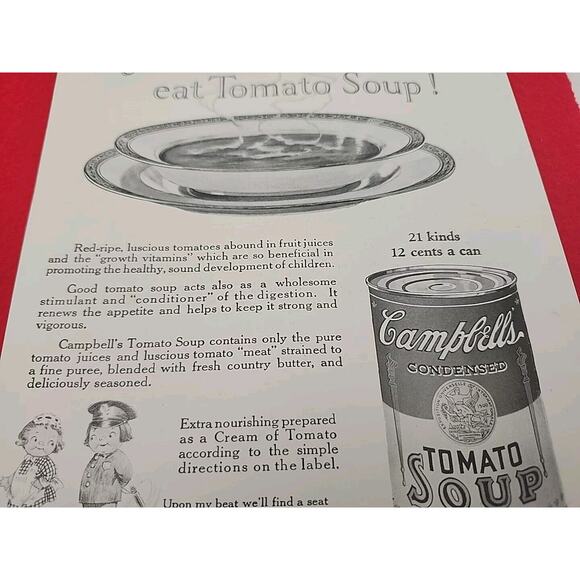 eat Tomato Soup!
Red-ripe, luscious tomatoes abound in fruit juices
and the "growth vitamins" which are so beneficial in
promoting the healthy, sound development of children.
Good tomato soup acts also as a wholesome
stimulant and "conditioner" of the digestion. It
renews the appetite and helps to keep it strong and
vigorous.
Campbell's Tomato Soup contains only the pure
tomato juices and luscious tomato "meat" strained to
a fine puree, blended with fresh country butter, and
deliciously seasoned.
Extra nourishing prepared
as a Cream of Tomato
according to the simple
directions on the label.
Upon my beat we'll find a seat
21 kinds
12 cents a can
Campbell's
CONDENSED
TOMATO
SOUP